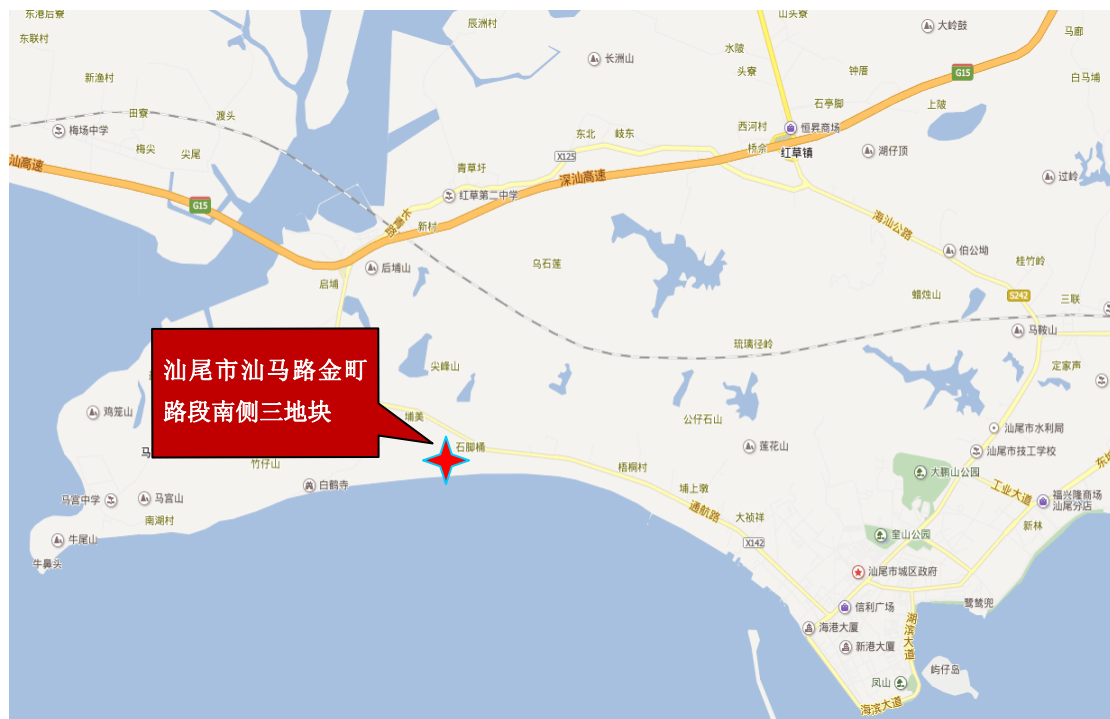 东港后寮
辰洲村
山头寮
大岭鼓
马廊
东联村
水陂
长洲山
头寮
钟厝
G15
白马埔
新渔村
石亭脚
上陂
田寮
渡头
梅场中学
西河村
恒昇商场
东北
岐东
梅尖
尖尾
桥余
红草镇
湖仔顶
X125
汕高速
青草圩
深汕高速
过岭
红草第二中学
G15
长富路
新村
海汕公路
伯公坳
后埔山
乌石莲
桂竹岭
启埔
蜡烛山
S242
三联
马鞍山
琉璃径岭
汕尾市汕马路金町
路段南侧三地块
尖峰山
定家声
鸡笼山
埔美
公仔石山
汕尾市水利局
石脚桶
莲花山
汕尾市技工学校
马
竹仔山
梧桐村
大鹏山公园
白鹤寺
埔上墩
工业大道
福兴隆商场
汕尾分店
马宫中学
马宫山
通航路
大祯祥
南湖村
新林
牛尾山
X142
奎山公园
牛鼻头
汕尾市城区政府
信利广场
鹭鸶兜
海港大厦
湖滨大道
新港大厦
屿仔岛
凤山
海滨大道